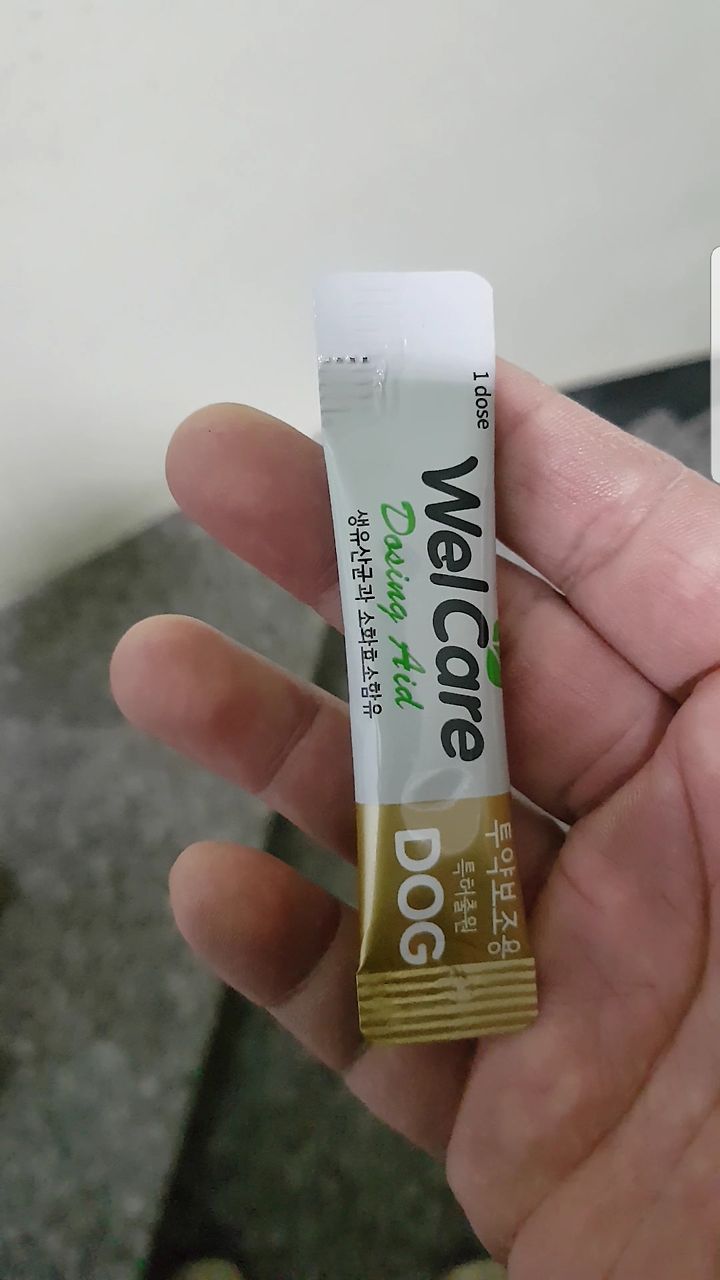 1 dose
WelCare
Dosing Aid
생유산균과 소화효소함유
투약보조용
특허출원
DOG